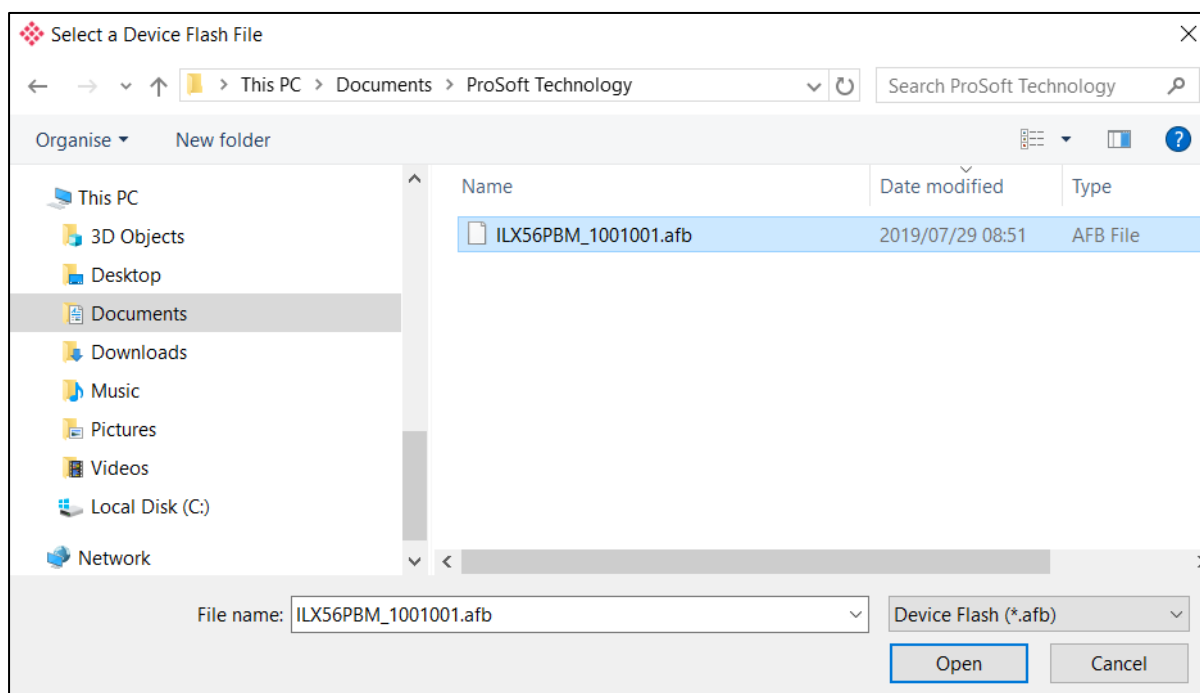 Select a Device Flash File
This PC > Documents > ProSoft Technology
Search ProSoft Technology
Organise
New folder
?
This PC
3D Objects
Desktop
Documents
Downloads
Music
Pictures
Videos
Local Disk (C:)
Network
Name Date modified Type
ILX56PBM_1001001.afb 2019/07/29 08:51 AFB File
File name: ILX56PBM_1001001.afb Device Flash (*.afb)
Open Cancel